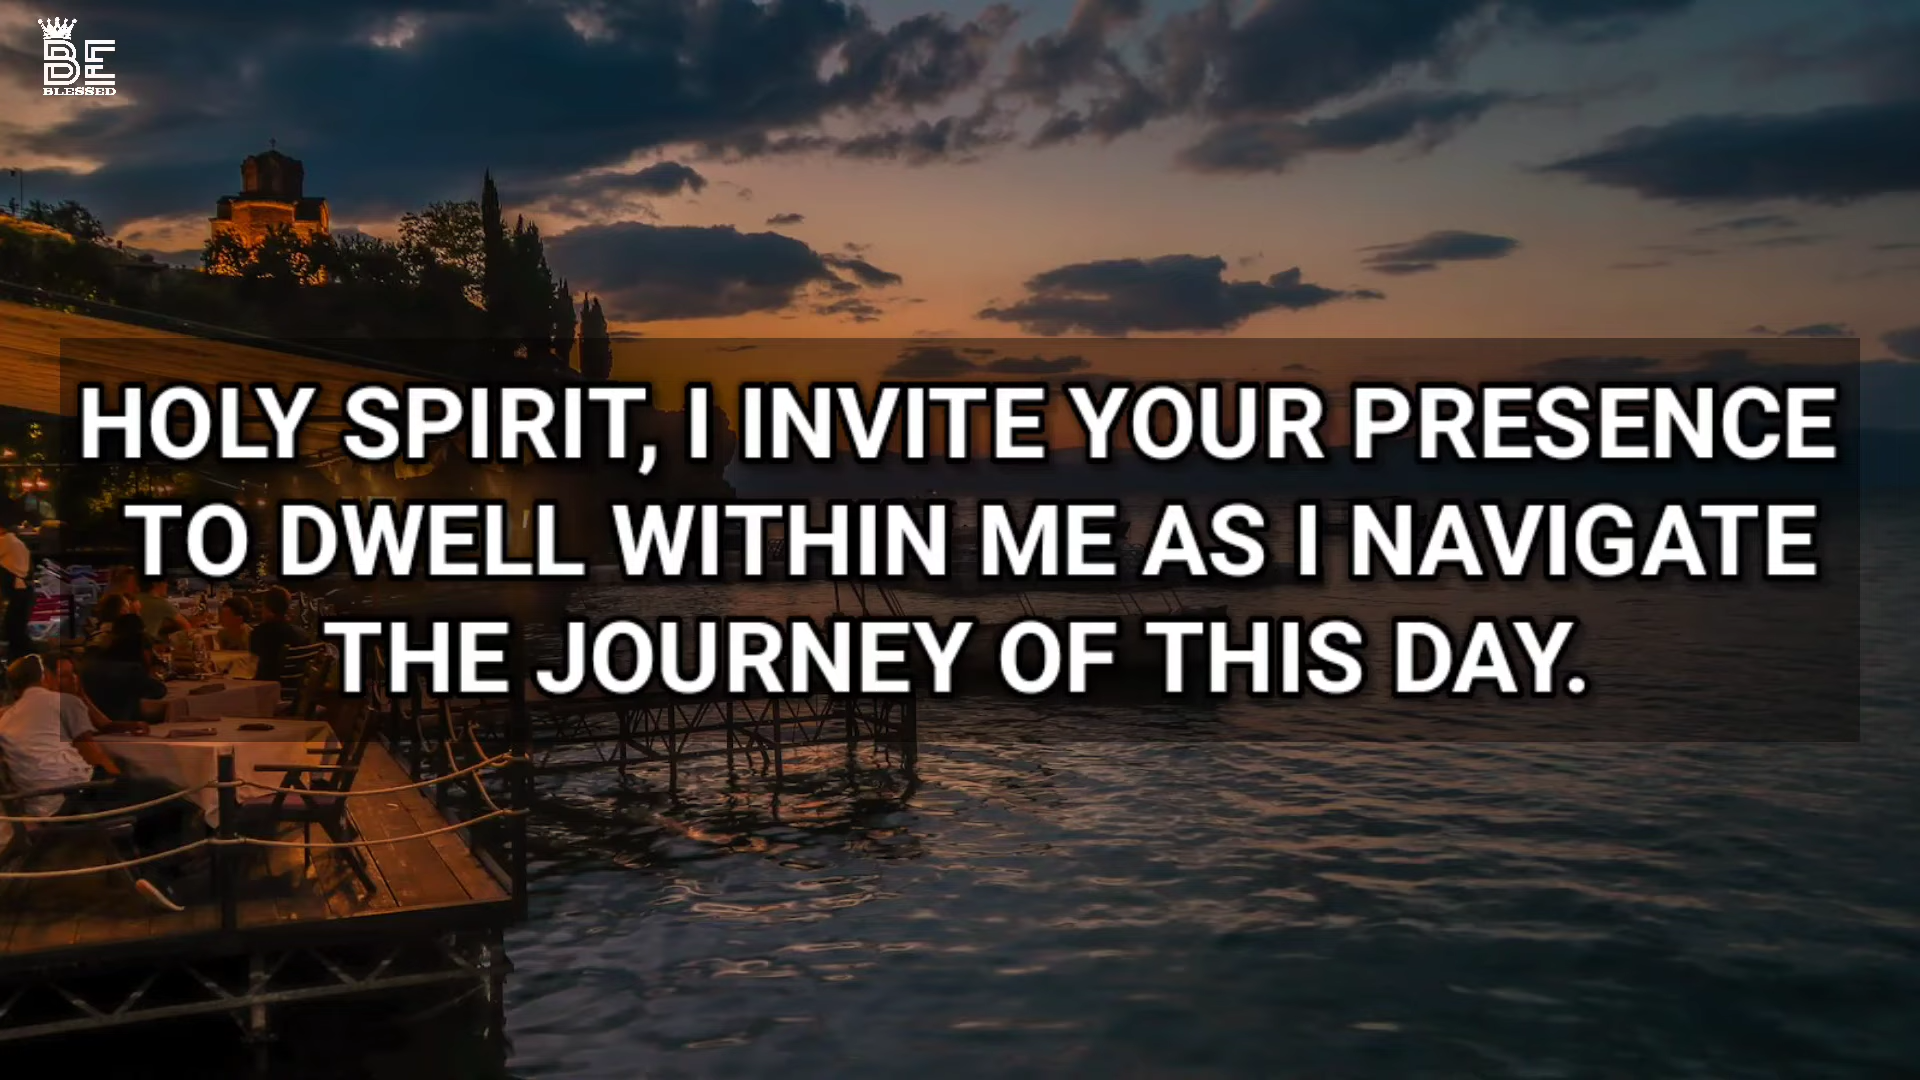 BE
BLESSED
HOLY SPIRIT, I INVITE YOUR PRESENCE
TO DWELL WITHIN ME AS I NAVIGATE
THE JOURNEY OF THIS DAY.